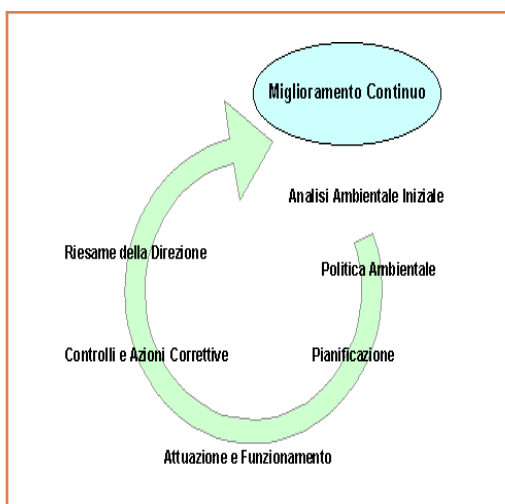 Miglioramento Continuo
Analisi Ambientale Iniziale
Riesame della Direzione
Politica Ambientale
Controlli e Azioni Correttive
Pianificazione
Attuazione e Funzionamento